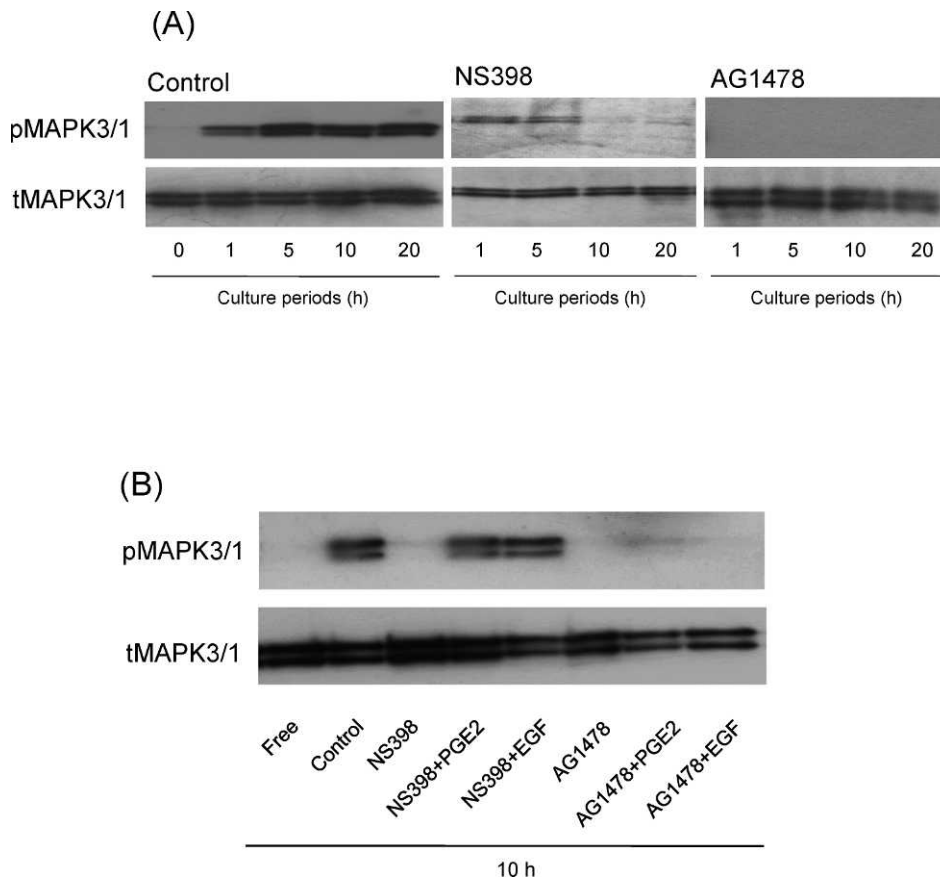 (A)
Control NS398 AG1478
pMAPK3/1
tMAPK3/1
0 1 5 10 20 1 5 10 20 1 5 10 20
Culture periods (h) Culture periods (h) Culture periods (h)
(B)
pMAPK3/1
tMAPK3/1
Free Control NS398 NS398+PGE2 NS398+EGF AG1478 AG1478+PGE2 AG1478+EGF
10 h